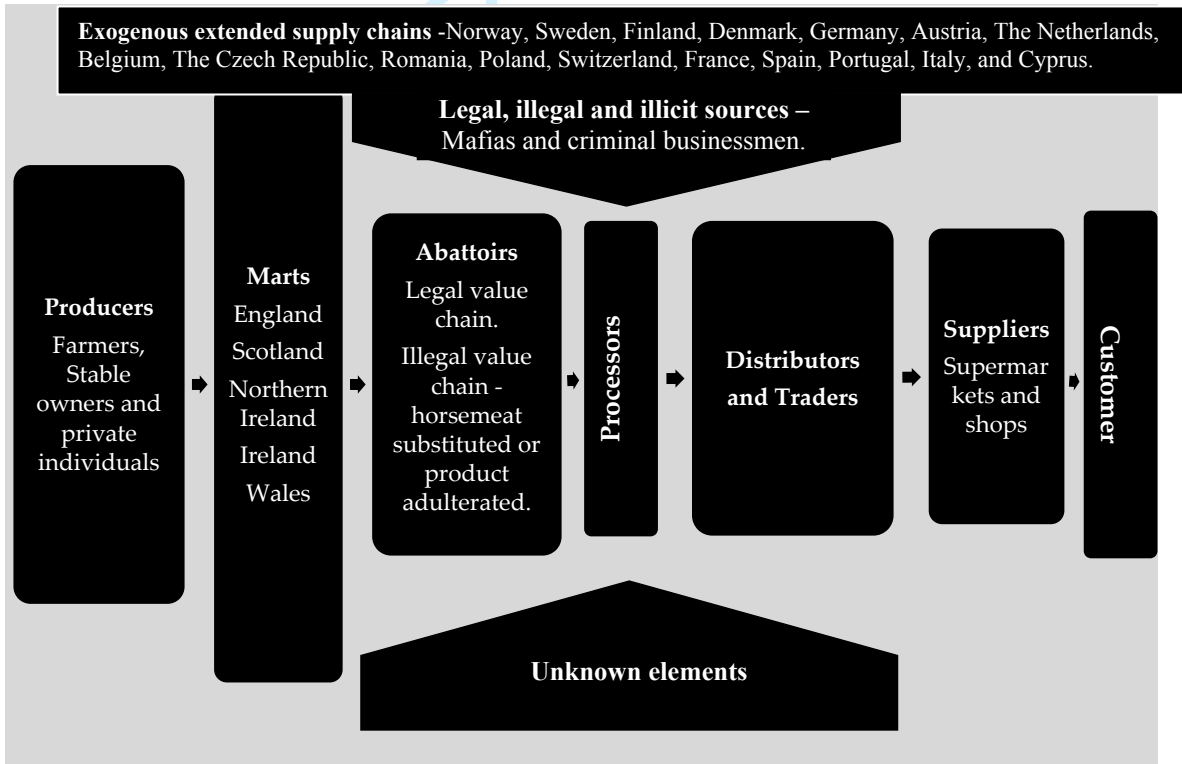 Exogenous extended supply chains -Norway, Sweden, Finland, Denmark, Germany, Austria, The Netherlands,
Belgium, The Czech Republic, Romania, Poland, Switzerland, France, Spain, Portugal, Italy, and Cyprus.
Legal, illegal and illicit sources –
Mafias and criminal businessmen.
Producers
Farmers,
Stable
owners and
private
individuals
Marts
England
Scotland
Northern
Ireland
Ireland
Wales
Abattoirs
Legal value
chain.
Illegal value
chain -
horsemeat
substituted or
product
adulterated.
Processors
Distributors
and Traders
Suppliers
Supermar
kets and
shops
Customer
Unknown elements